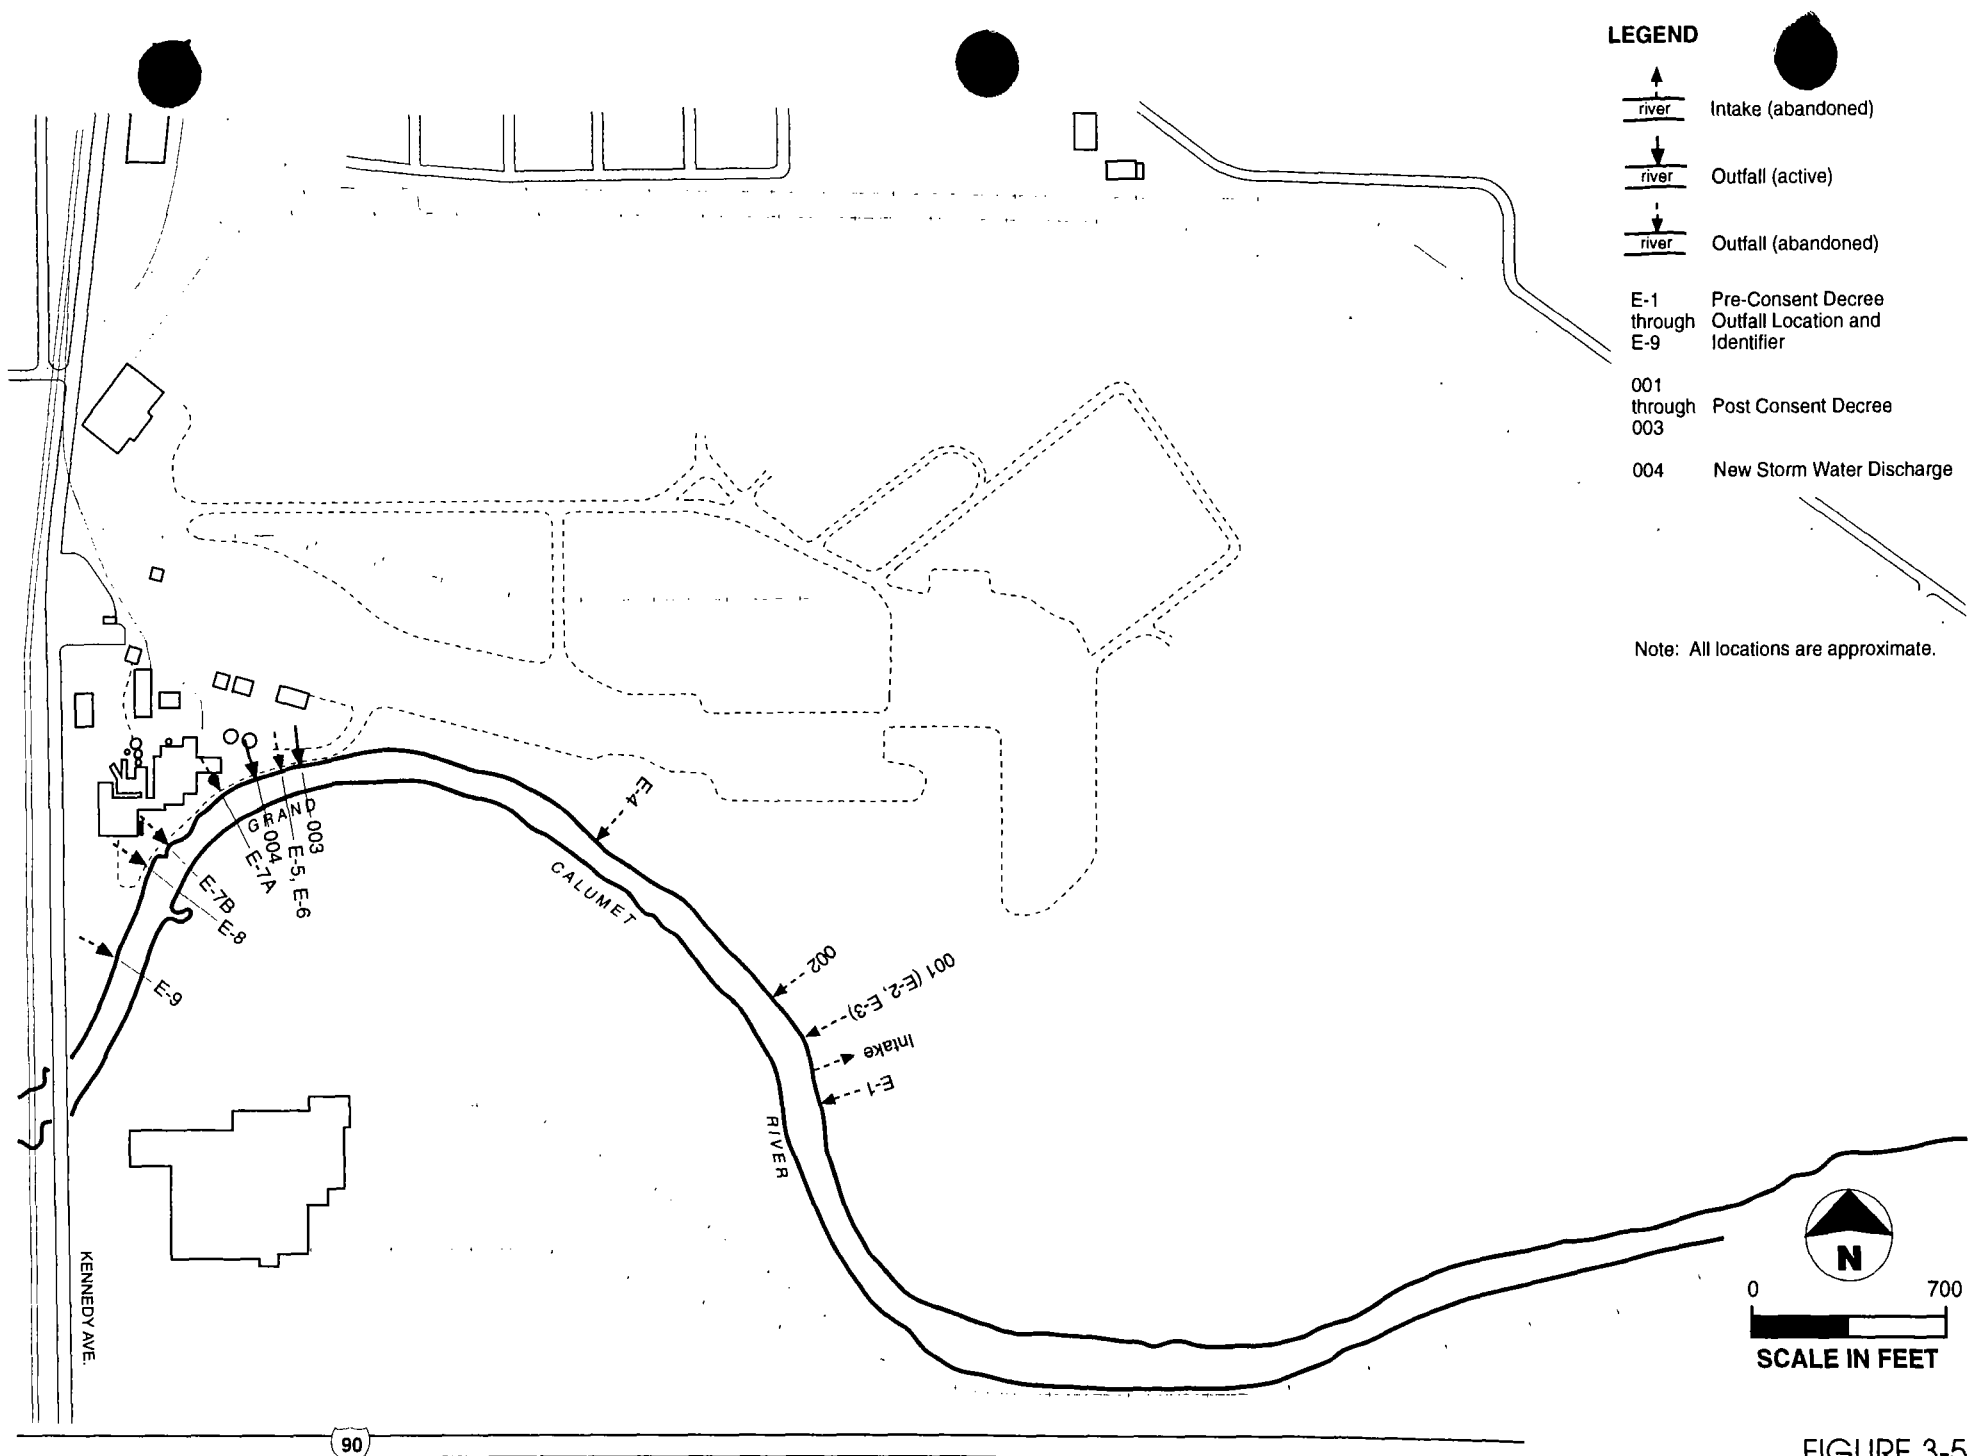 LEGEND
river Intake (abandoned)
river Outfall (active)
river Outfall (abandoned)
E-1 Pre-Consent Decree
through Outfall Location and
E-9 Identifier
001
through Post Consent Decree
003
004 New Storm Water Discharge
Note: All locations are approximate.
GRAND
003
004
E-5, E-6
E-7A
E-7B
E-8
E-9
E-4
CALUMET
002
001 (E-2, E-3)
Intake
E-1
RIVER
KENNEDY AVE.
N
0 700
SCALE IN FEET
90
FIGURE 3-5